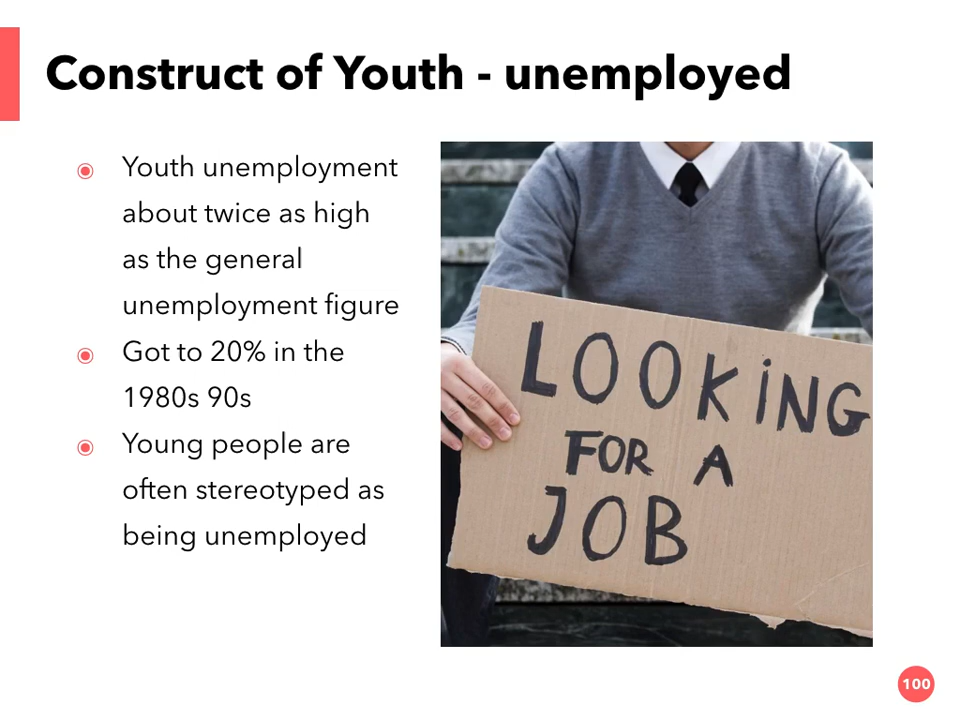 Construct of Youth - unemployed
Youth unemployment
about twice as high
as the general
unemployment figure
Got to 20% in the
1980s 90s
Young people are
often stereotyped as
being unemployed
LOOKiNG
FOR A
JOB
100